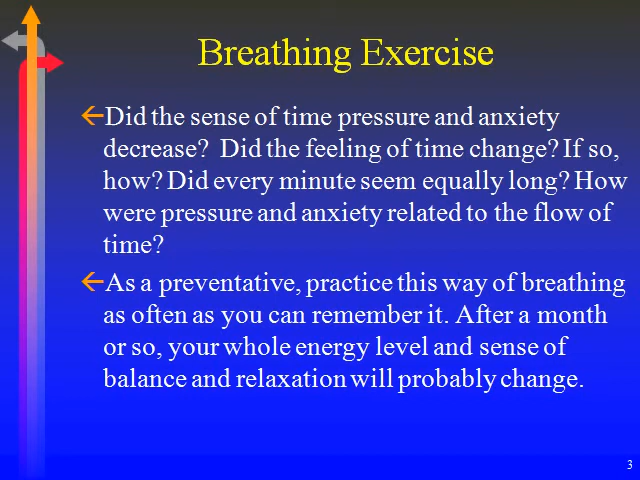 Breathing Exercise
Did the sense of time pressure and anxiety
decrease?  Did the feeling of time change? If so,
how? Did every minute seem equally long? How
were pressure and anxiety related to the flow of
time?
As a preventative, practice this way of breathing
as often as you can remember it. After a month
or so, your whole energy level and sense of
balance and relaxation will probably change.
3